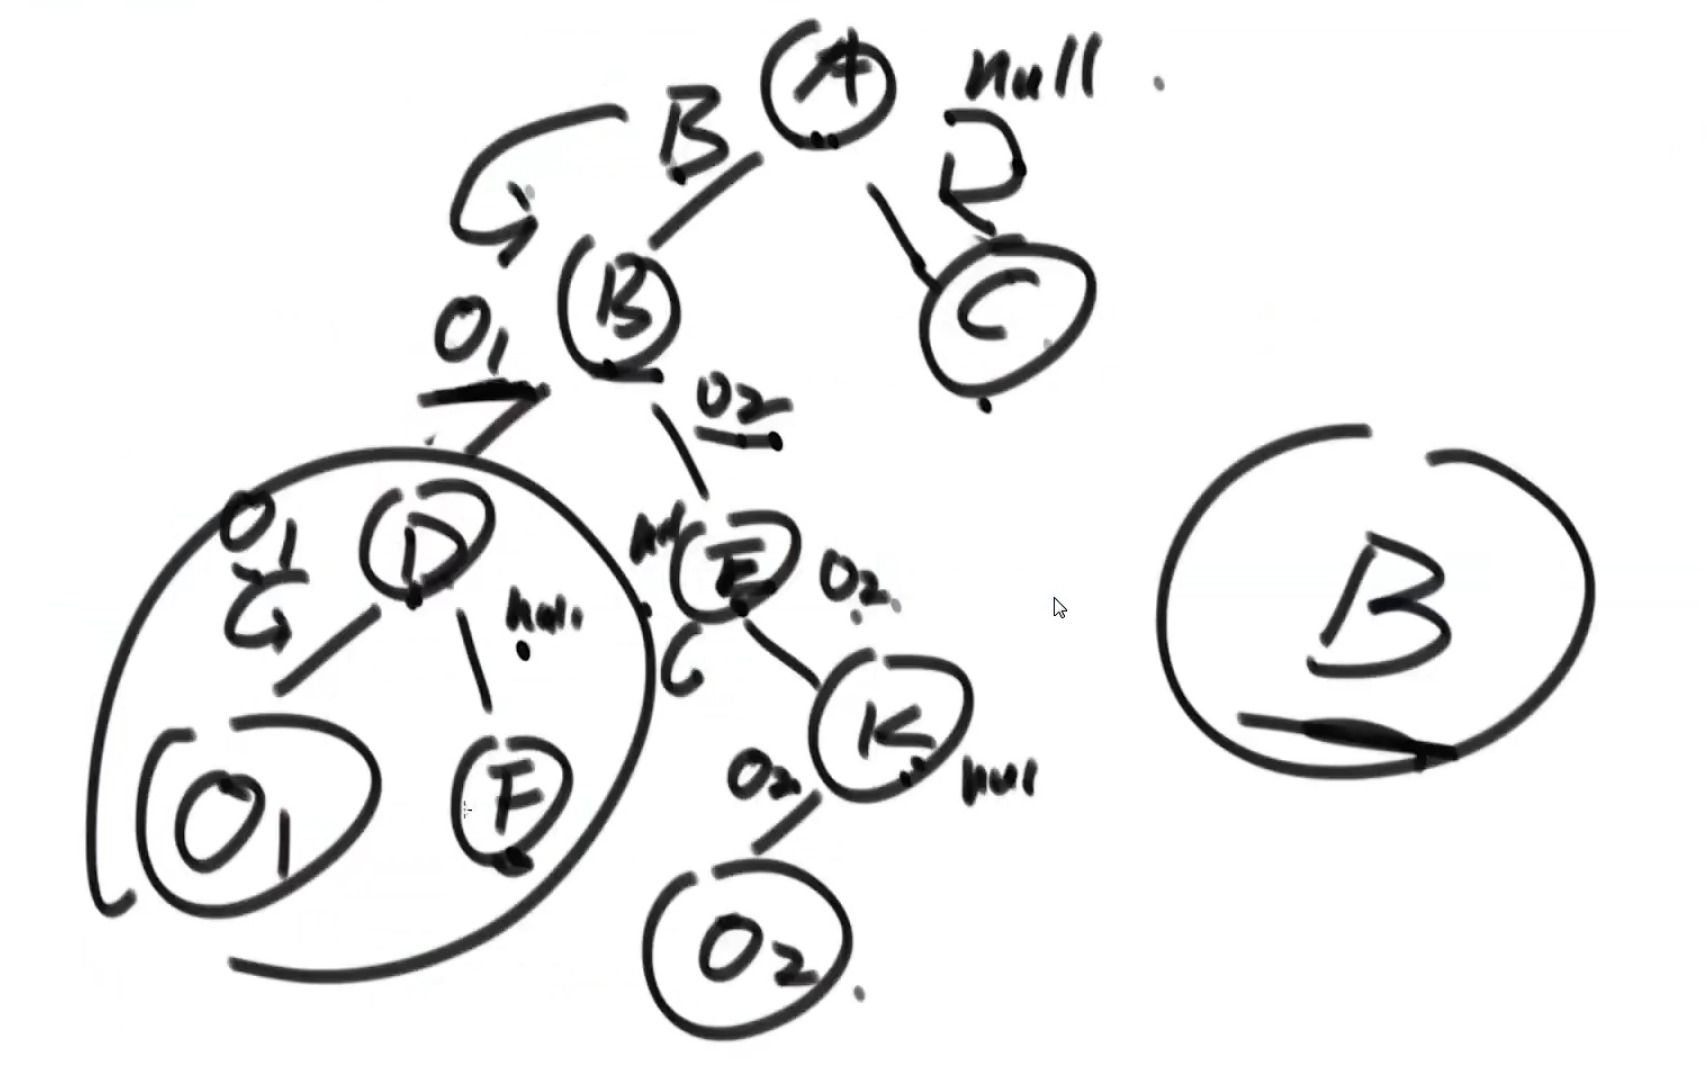 A null
B D
B C
O1
O2
O1 D
E O2
null
K
O1 F O2 null
B
O2